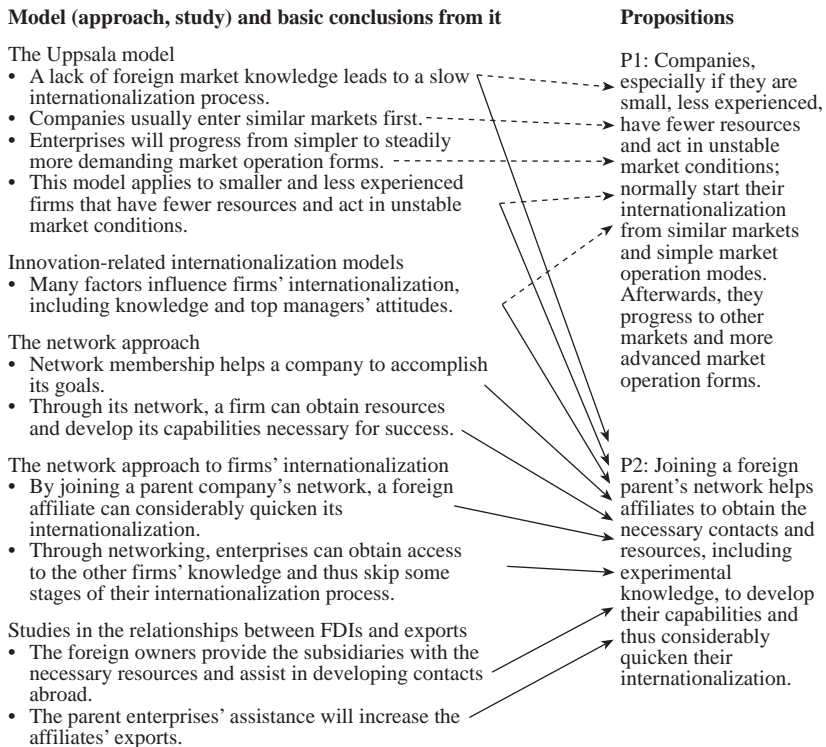 Model (approach, study) and basic conclusions from it
The Uppsala model
• A lack of foreign market knowledge leads to a slow
internationalization process.
• Companies usually enter similar markets first.
• Enterprises will progress from simpler to steadily
more demanding market operation forms.
• This model applies to smaller and less experienced
firms that have fewer resources and act in unstable
market conditions.
Innovation-related internationalization models
• Many factors influence firms' internationalization,
including knowledge and top managers' attitudes.
The network approach
• Network membership helps a company to accomplish
its goals.
• Through its network, a firm can obtain resources
and develop its capabilities necessary for success.
The network approach to firms' internationalization
• By joining a parent company's network, a foreign
affiliate can considerably quicken its
internationalization.
• Through networking, enterprises can obtain access
to the other firms' knowledge and thus skip some
stages of their internationalization process.
Studies in the relationships between FDIs and exports
• The foreign owners provide the subsidiaries with the
necessary resources and assist in developing contacts
abroad.
• The parent enterprises' assistance will increase the
affiliates' exports.
Propositions
P1: Companies,
especially if they are
small, less experienced,
have fewer resources
and act in unstable
market conditions;
normally start their
internationalization
from similar markets
and simple market
operation modes.
Afterwards, they
progress to other
markets and more
advanced market
operation forms.
P2: Joining a foreign
parent's network helps
affiliates to obtain the
necessary contacts and
resources, including
experimental
knowledge, to develop
their capabilities and
thus considerably
quicken their
internationalization.